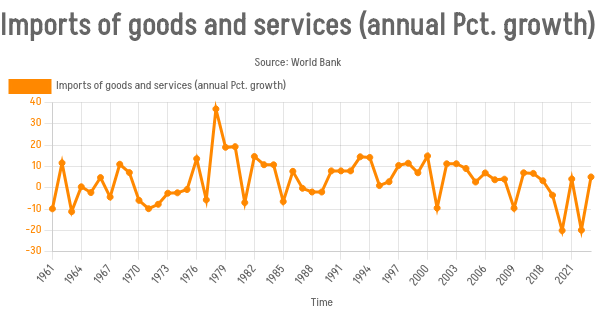 Imports of goods and services (annual Pct. growth)
Source: World Bank
Imports of goods and services (annual Pct. growth)
40
30
20
10
0
-10
-20
-30
1961 1964 1967 1970 1973 1976 1979 1982 1985 1988 1991 1994 1997 2000 2003 2006 2009 2018 2021
Time